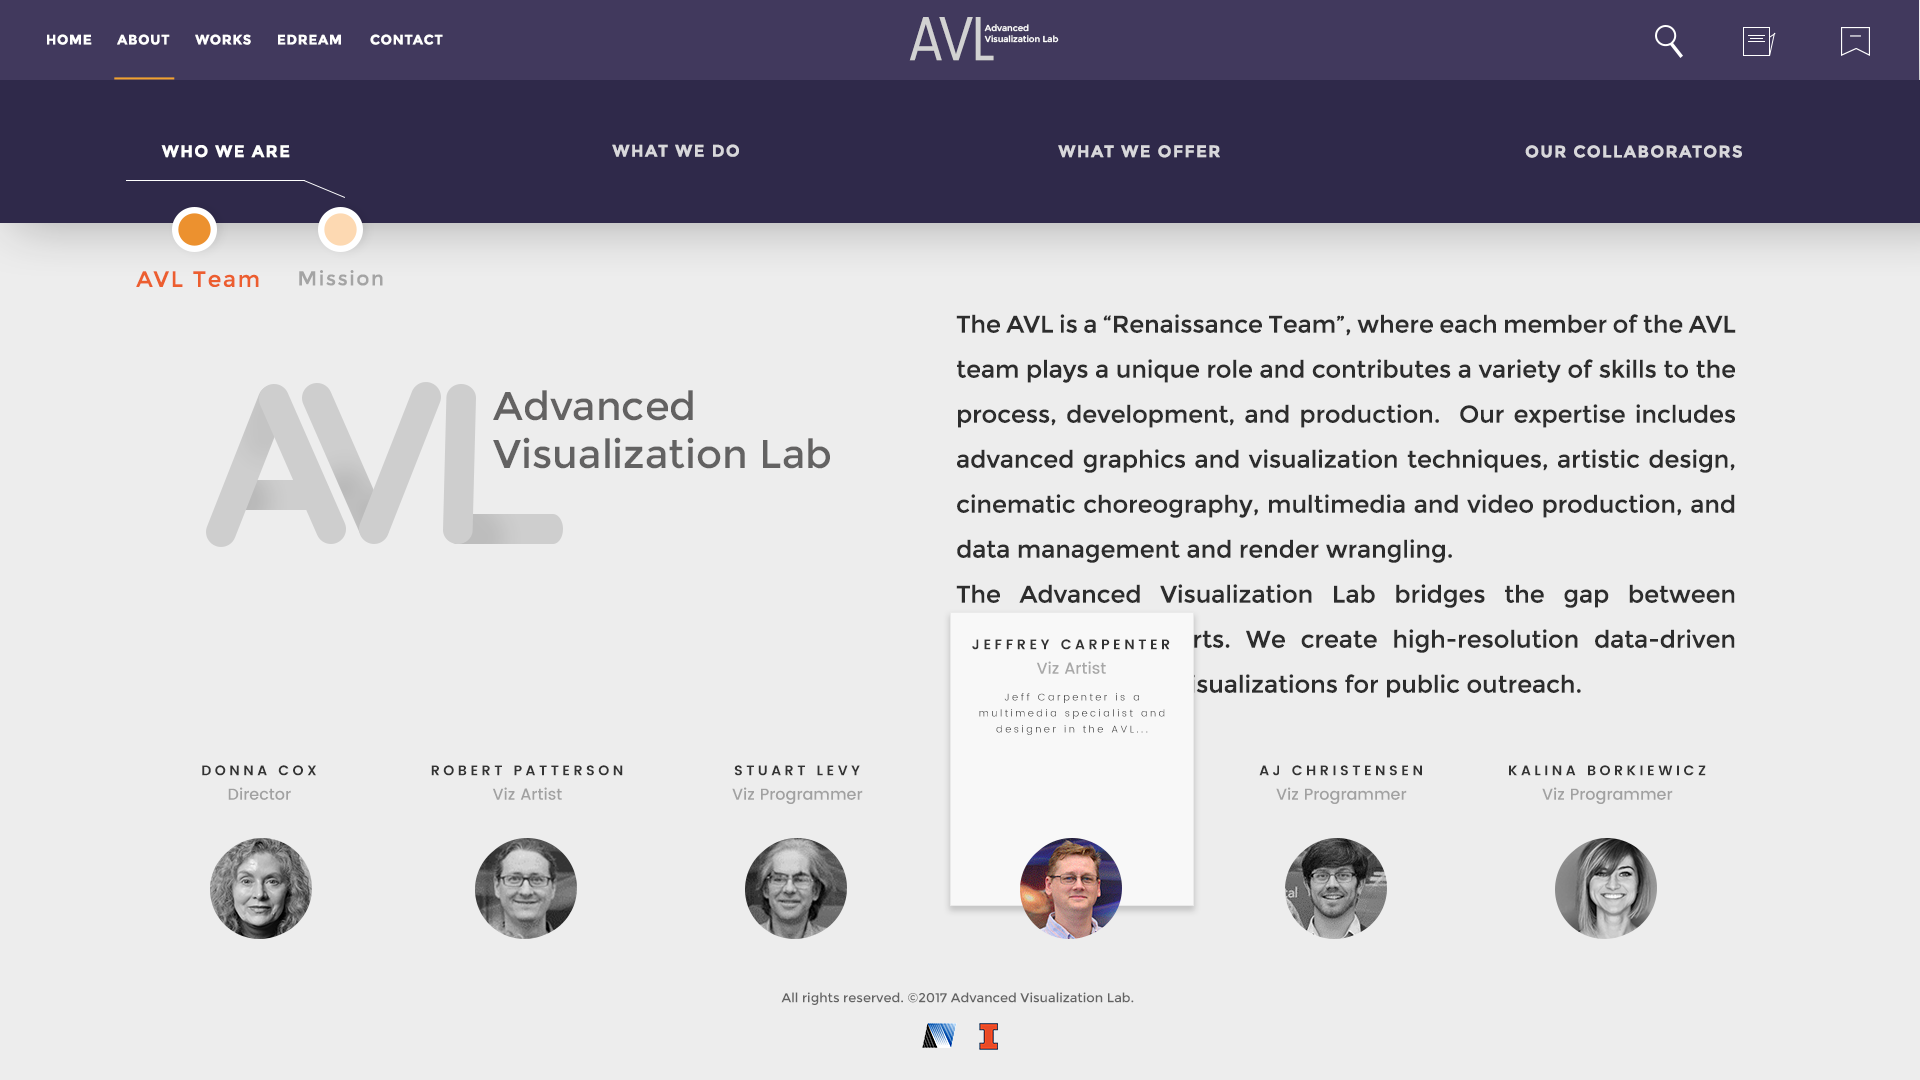 HOME ABOUT WORKS EDREAM CONTACT
AVL Advanced
Visualization Lab
WHO WE ARE WHAT WE DO WHAT WE OFFER OUR COLLABORATORS
AVL Team Mission
AVL Advanced
Visualization Lab
The AVL is a “Renaissance Team”, where each member of the AVL
team plays a unique role and contributes a variety of skills to the
process, development, and production. Our expertise includes
advanced graphics and visualization techniques, artistic design,
cinematic choreography, multimedia and video production, and
data management and render wrangling.
The Advanced Visualization Lab bridges the gap between
rts. We create high-resolution data-driven
sualizations for public outreach.
JEFFREY CARPENTER
Viz Artist
Jeff Carpenter is a
multimedia specialist and
designer in the AVL...
DONNA COX
Director
ROBERT PATTERSON
Viz Artist
STUART LEVY
Viz Programmer
AJ CHRISTENSEN
Viz Programmer
KALINA BORKIEWICZ
Viz Programmer
al
All rights reserved. ©2017 Advanced Visualization Lab.
I